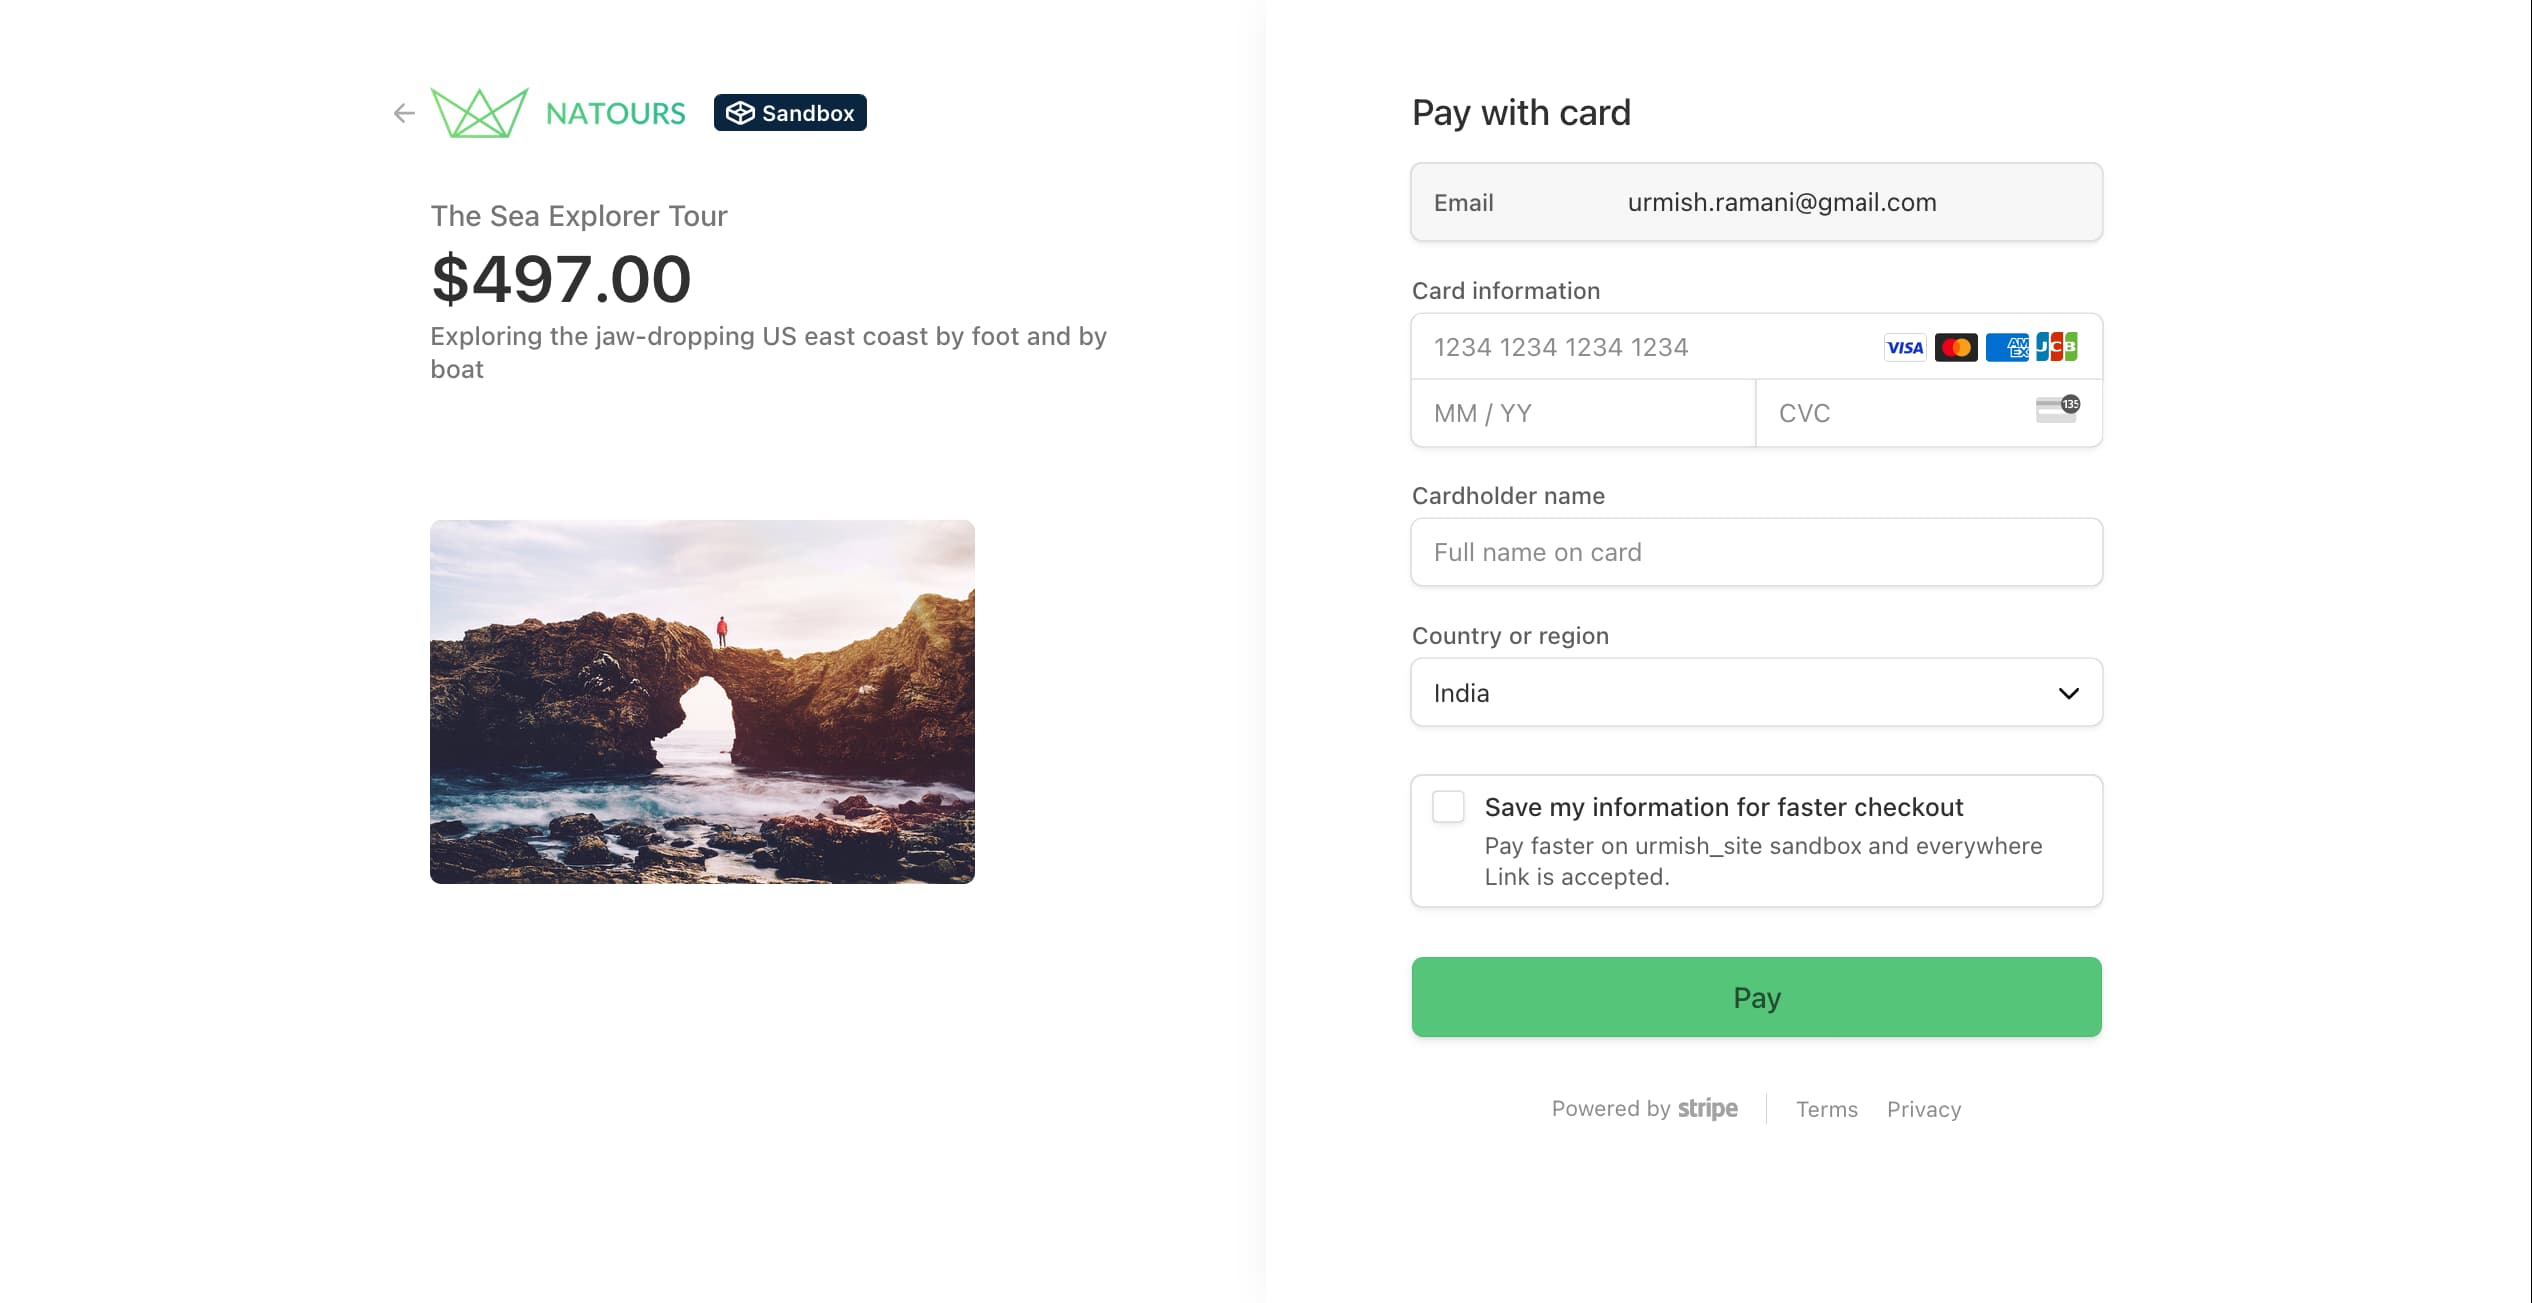 NATOURS
Sandbox
The Sea Explorer Tour
$497.00
Exploring the jaw-dropping US east coast by foot and by
boat
Pay with card
Email urmish.ramani@gmail.com
Card information
1234 1234 1234 1234 VISA AMEX JCB
MM / YY CVC 135
Cardholder name
Full name on card
Country or region
India
Save my information for faster checkout
Pay faster on urmish_site sandbox and everywhere
Link is accepted.
Pay
Powered by stripe Terms Privacy